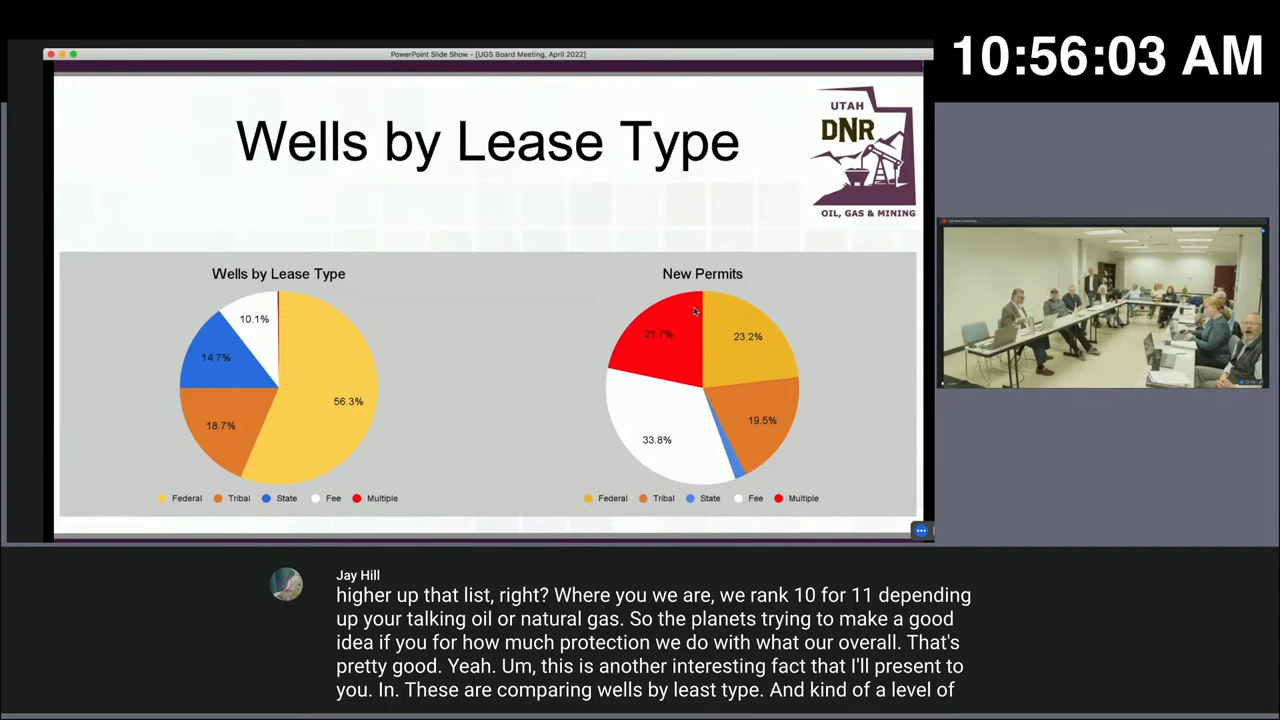 PowerPoint Slide Show - [UGS Board Meeting, April 2022]
10:56:03 AM
Wells by Lease Type
UTAH
DNR
OIL, GAS & MINING
Wells by Lease Type
10.1%
14.7%
56.3%
18.7%
Federal Tribal State Fee Multiple
New Permits
21.7%
23.2%
19.5%
33.8%
Federal Tribal State Fee Multiple
Jay Hill
higher up that list, right? Where you we are, we rank 10 for 11 depending
up your talking oil or natural gas. So the planets trying to make a good
idea if you for how much protection we do with what our overall. That's
pretty good. Yeah. Um, this is another interesting fact that I'll present to
you. In. These are comparing wells by least type. And kind of a level of